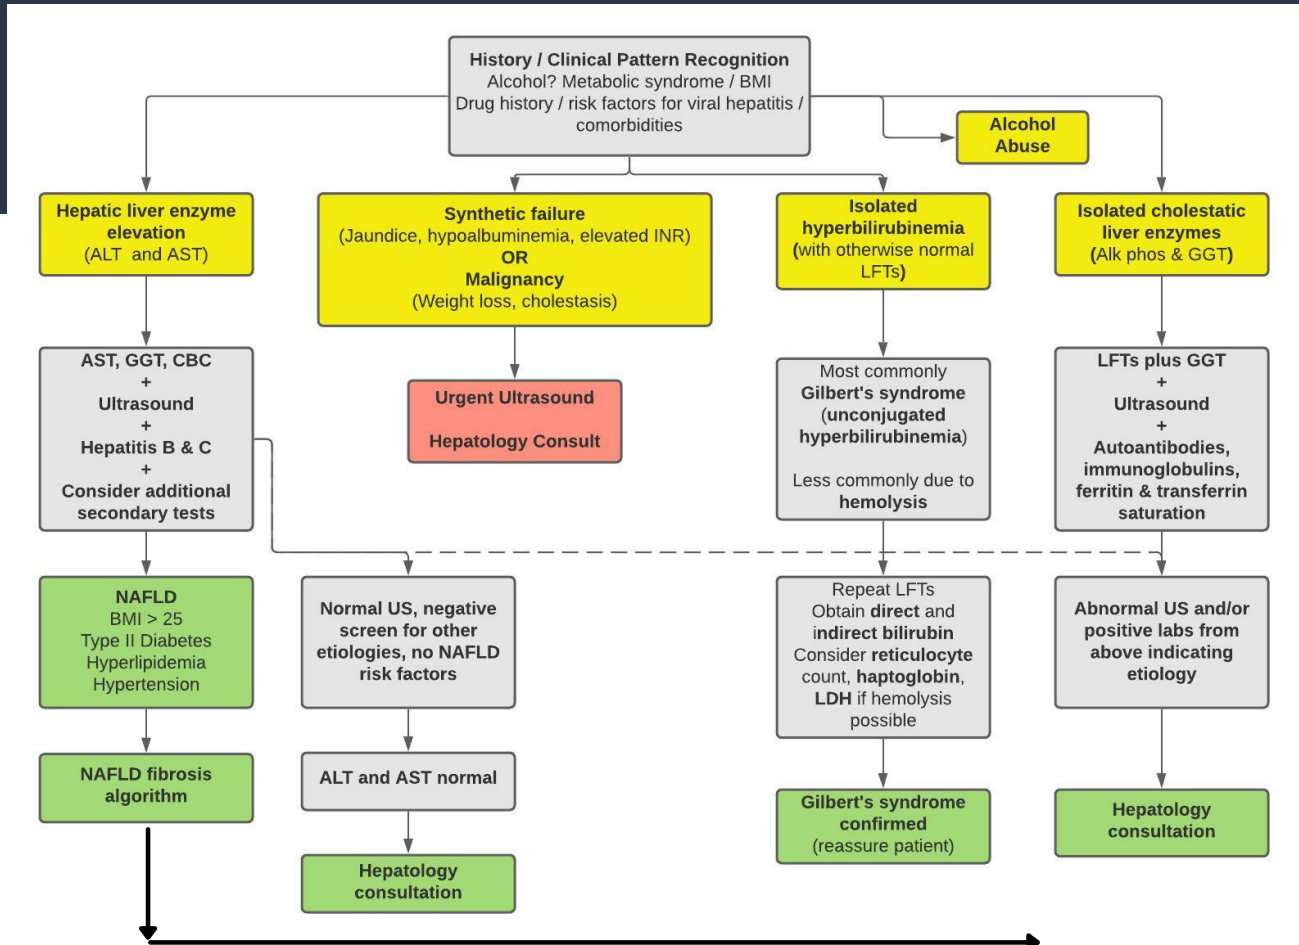 History / Clinical Pattern Recognition
Alcohol? Metabolic syndrome / BMI
Drug history / risk factors for viral hepatitis /
comorbidities
Alcohol
Abuse
Hepatic liver enzyme
elevation
(ALT and AST)
Synthetic failure
(Jaundice, hypoalbuminemia, elevated INR)
OR
Malignancy
(Weight loss, cholestasis)
Isolated
hyperbilirubinemia
(with otherwise normal
LFTs)
Isolated cholestatic
liver enzymes
(Alk phos & GGT)
AST, GGT, CBC
+
Ultrasound
+
Hepatitis B & C
+
Consider additional
secondary tests
Urgent Ultrasound
Hepatology Consult
Most commonly
Gilbert's syndrome
(unconjugated
hyperbilirubinemia)
Less commonly due to
hemolysis
LFTs plus GGT
+
Ultrasound
+
Autoantibodies,
immunoglobulins,
ferritin & transferrin
saturation
NAFLD
BMI > 25
Type II Diabetes
Hyperlipidemia
Hypertension
Normal US, negative
screen for other
etiologies, no NAFLD
risk factors
Repeat LFTs
Obtain direct and
indirect bilirubin
Consider reticulocyte
count, haptoglobin,
LDH if hemolysis
possible
Abnormal US and/or
positive labs from
above indicating
etiology
NAFLD fibrosis
algorithm
ALT and AST normal
Gilbert's syndrome
confirmed
(reassure patient)
Hepatology
consultation
Hepatology
consultation